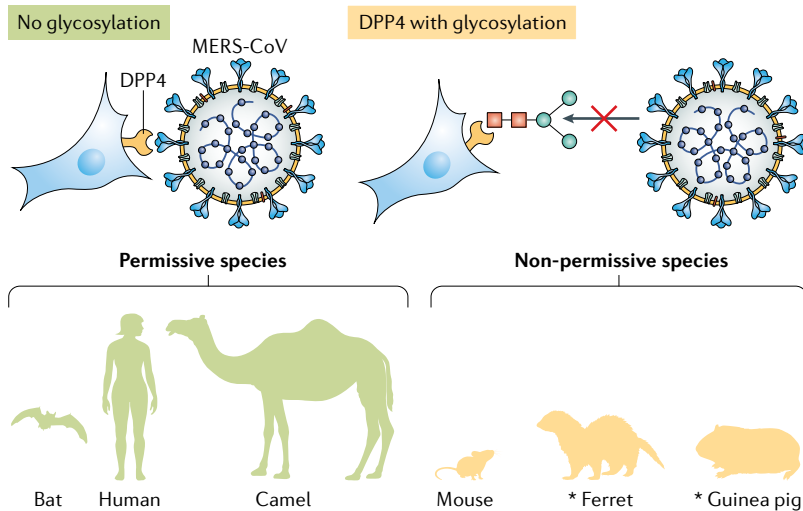 No glycosylation
DPP4 with glycosylation
MERS-CoV
DPP4
Permissive species
Non-permissive species
Bat
Human
Camel
Mouse
* Ferret
* Guinea pig